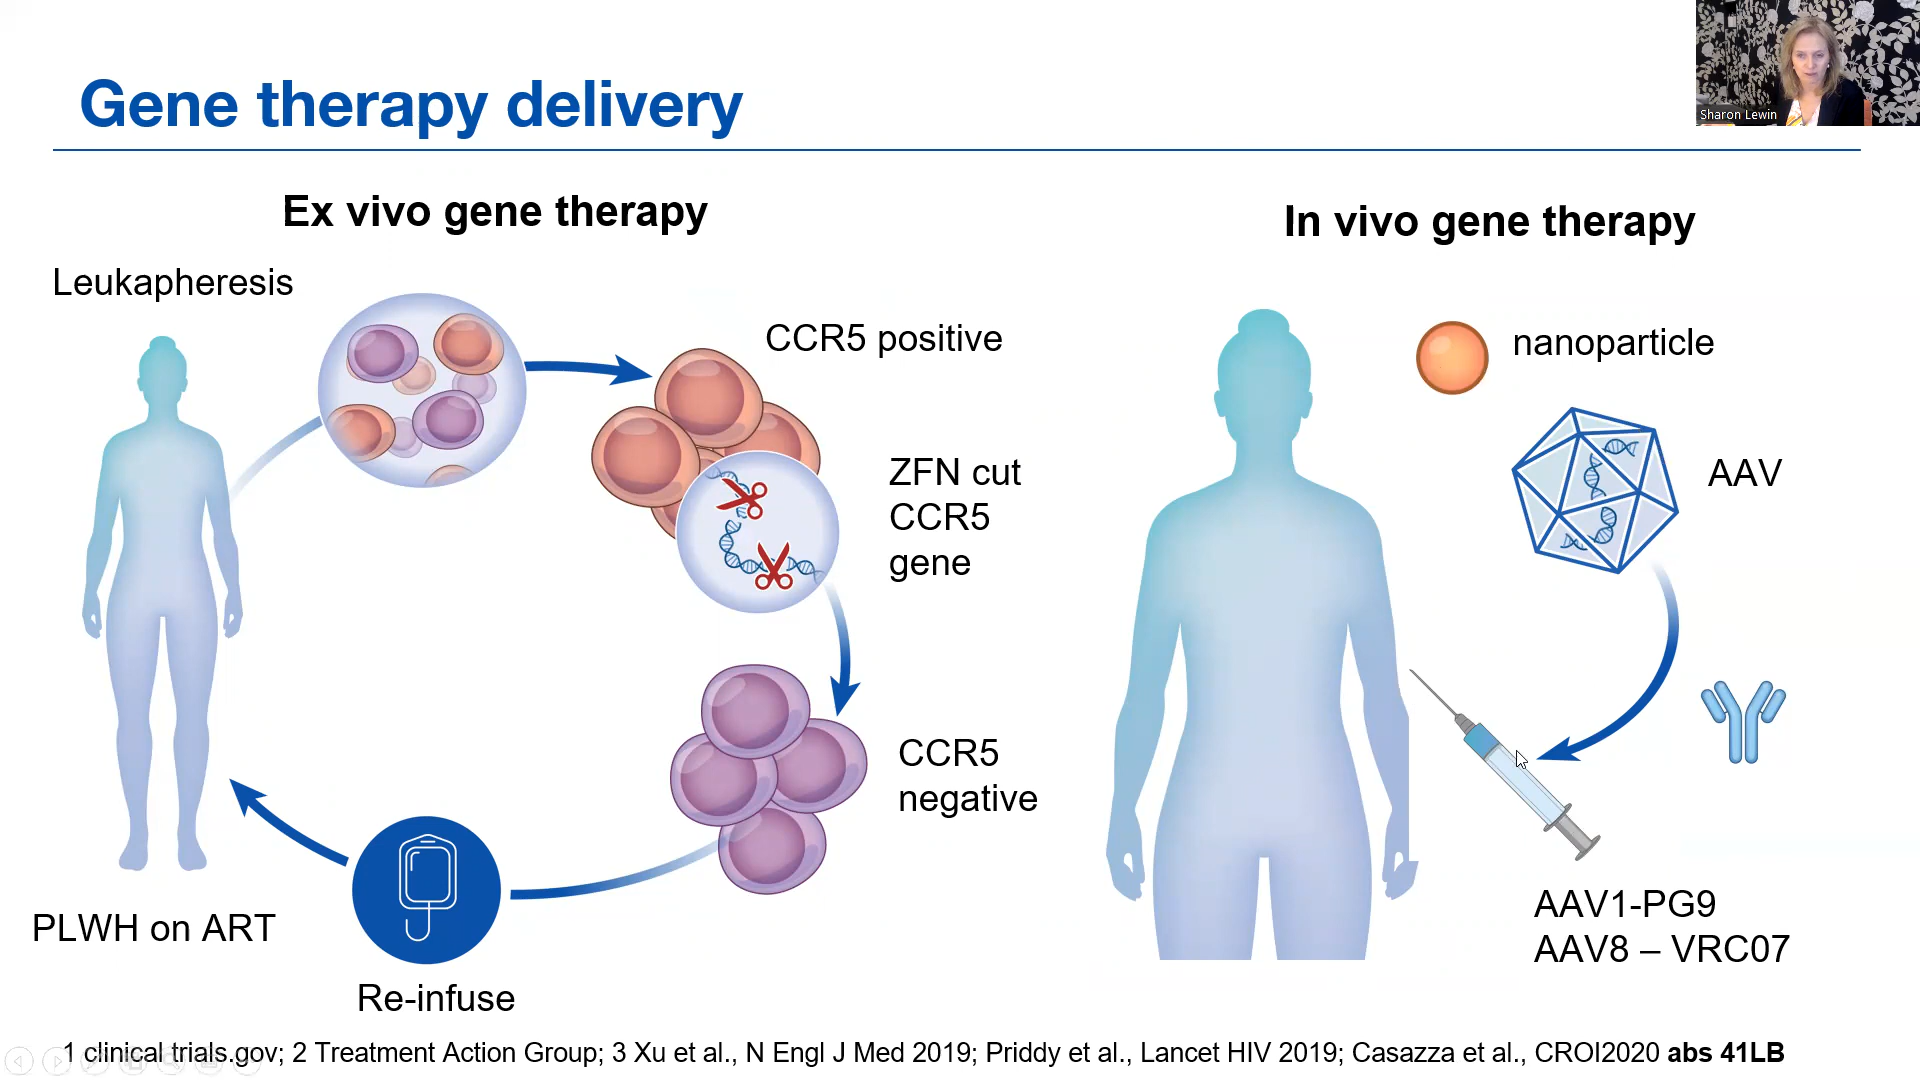 Gene therapy delivery
Sharon Lewin
Ex vivo gene therapy
Leukapheresis
CCR5 positive
ZFN cut
CCR5
gene
CCR5
negative
Re-infuse
PLWH on ART
In vivo gene therapy
nanoparticle
AAV
AAV1-PG9
AAV8 – VRC07
1 clinical trials.gov; 2 Treatment Action Group; 3 Xu et al., N Engl J Med 2019; Priddy et al., Lancet HIV 2019; Casazza et al., CROI2020 abs 41LB